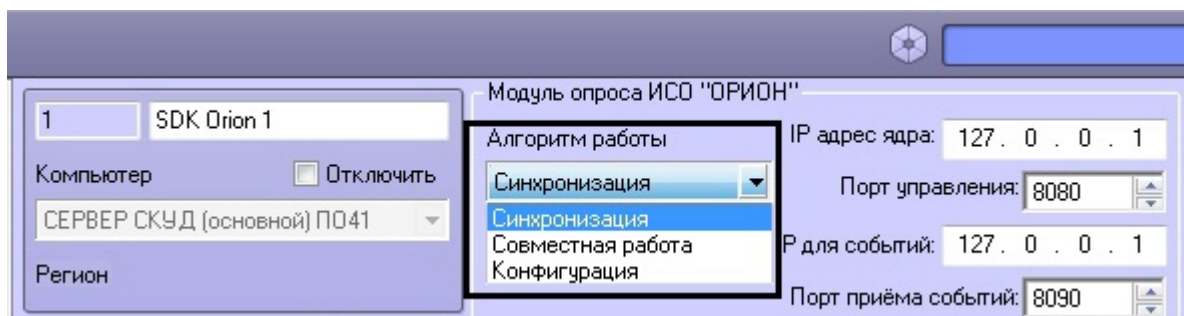 Модуль опроса ИСО "ОРИОН"
1
SDK Orion 1
Компьютер
Отключить
СЕРВЕР СКУД (основной) ПО41
Регион
Алгоритм работы
Синхронизация
Синхронизация
Совместная работа
Конфигурация
IP адрес ядра: 127 . 0 . 0 . 1
Порт управления: 8080
P для событий: 127 . 0 . 0 . 1
Порт приёма событий: 8090